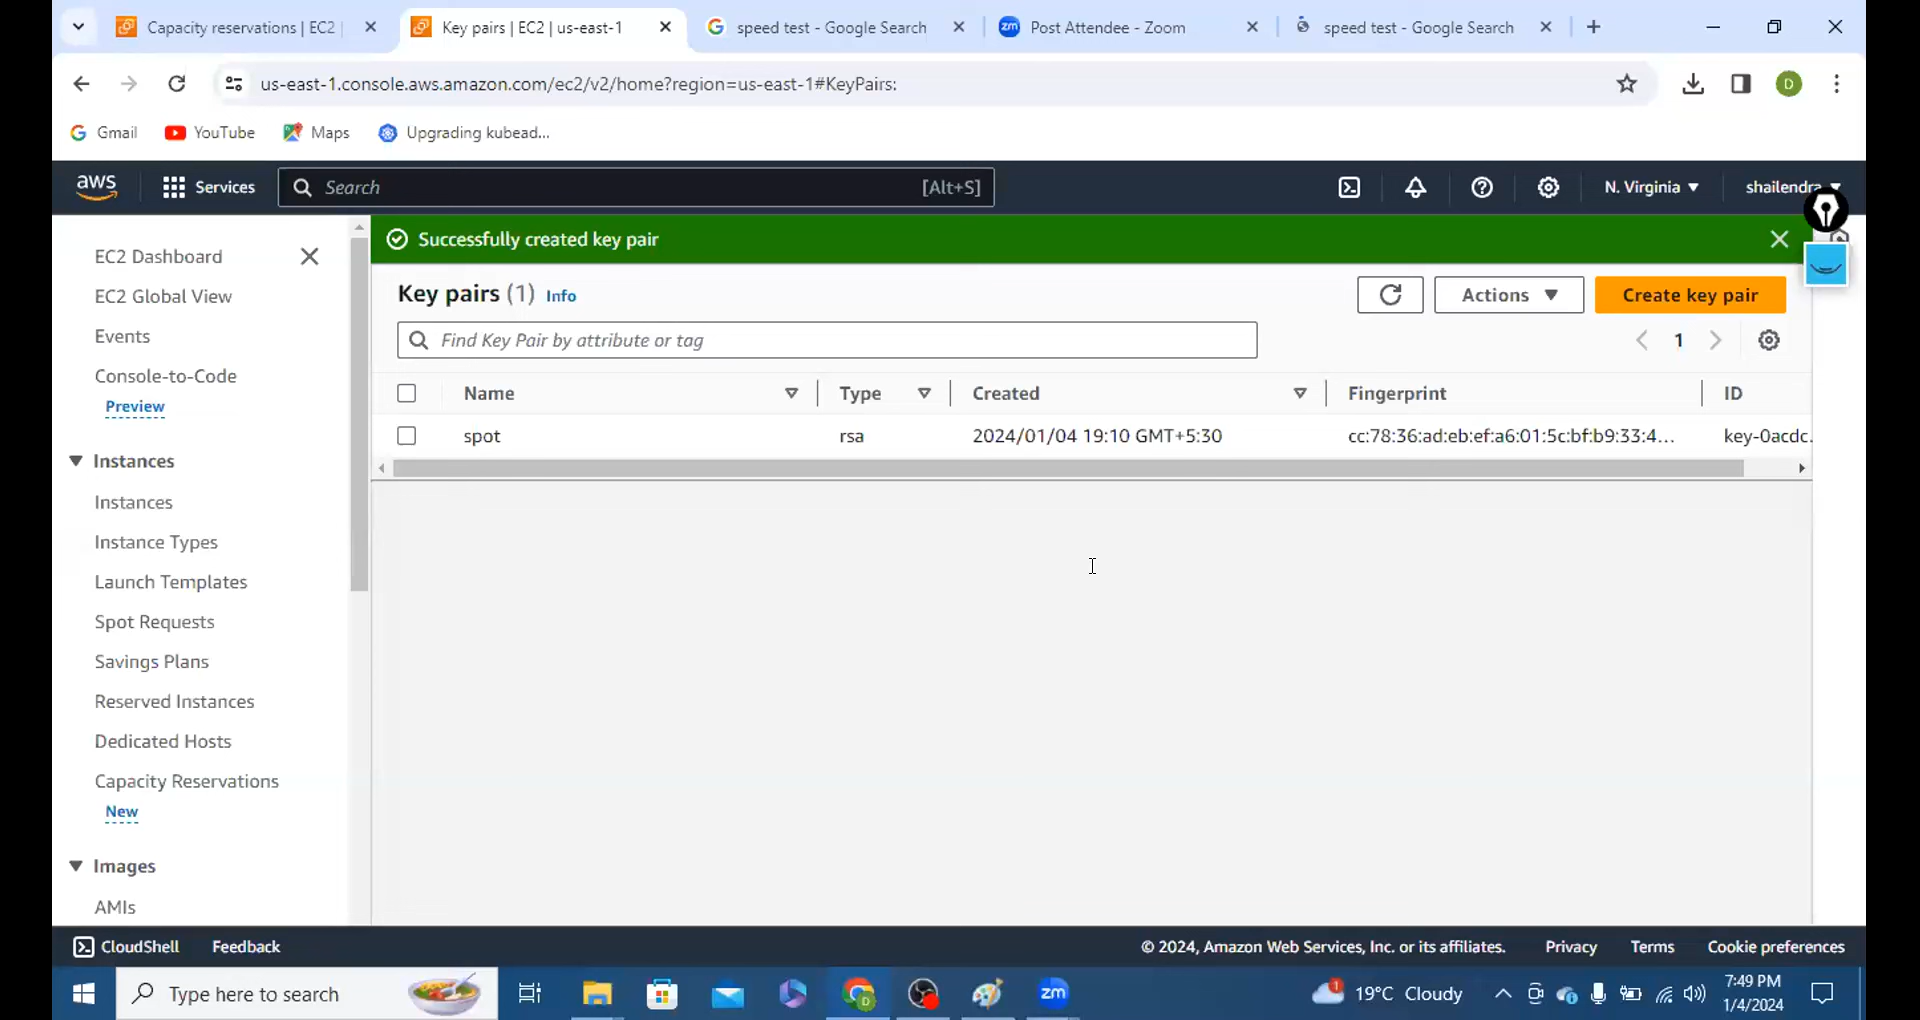 Capacity reservations | EC2 |
Key pairs | EC2 | us-east-1
speed test - Google Search
zm Post Attendee - Zoom
speed test - Google Search
us-east-1.console.aws.amazon.com/ec2/v2/home?region=us-east-1#KeyPairs:
D
Gmail
YouTube
Maps
Upgrading kubead...
aws
Services
Search
[Alt+S]
N. Virginia
shailendra
EC2 Dashboard
EC2 Global View
Events
Console-to-Code
Preview
Instances
Instances
Instance Types
Launch Templates
Spot Requests
Savings Plans
Reserved Instances
Dedicated Hosts
Capacity Reservations
New
Images
AMIs
Successfully created key pair
Key pairs (1) Info
Actions
Create key pair
Find Key Pair by attribute or tag
1
Name Type Created Fingerprint ID
spot rsa 2024/01/04 19:10 GMT+5:30 cc:78:36:ad:eb:ef:a6:01:5c:bf:b9:33:4... key-0acdc.
CloudShell Feedback
© 2024, Amazon Web Services, Inc. or its affiliates. Privacy Terms Cookie preferences
Type here to search
D
zm
1
19°C Cloudy
7:49 PM
1/4/2024